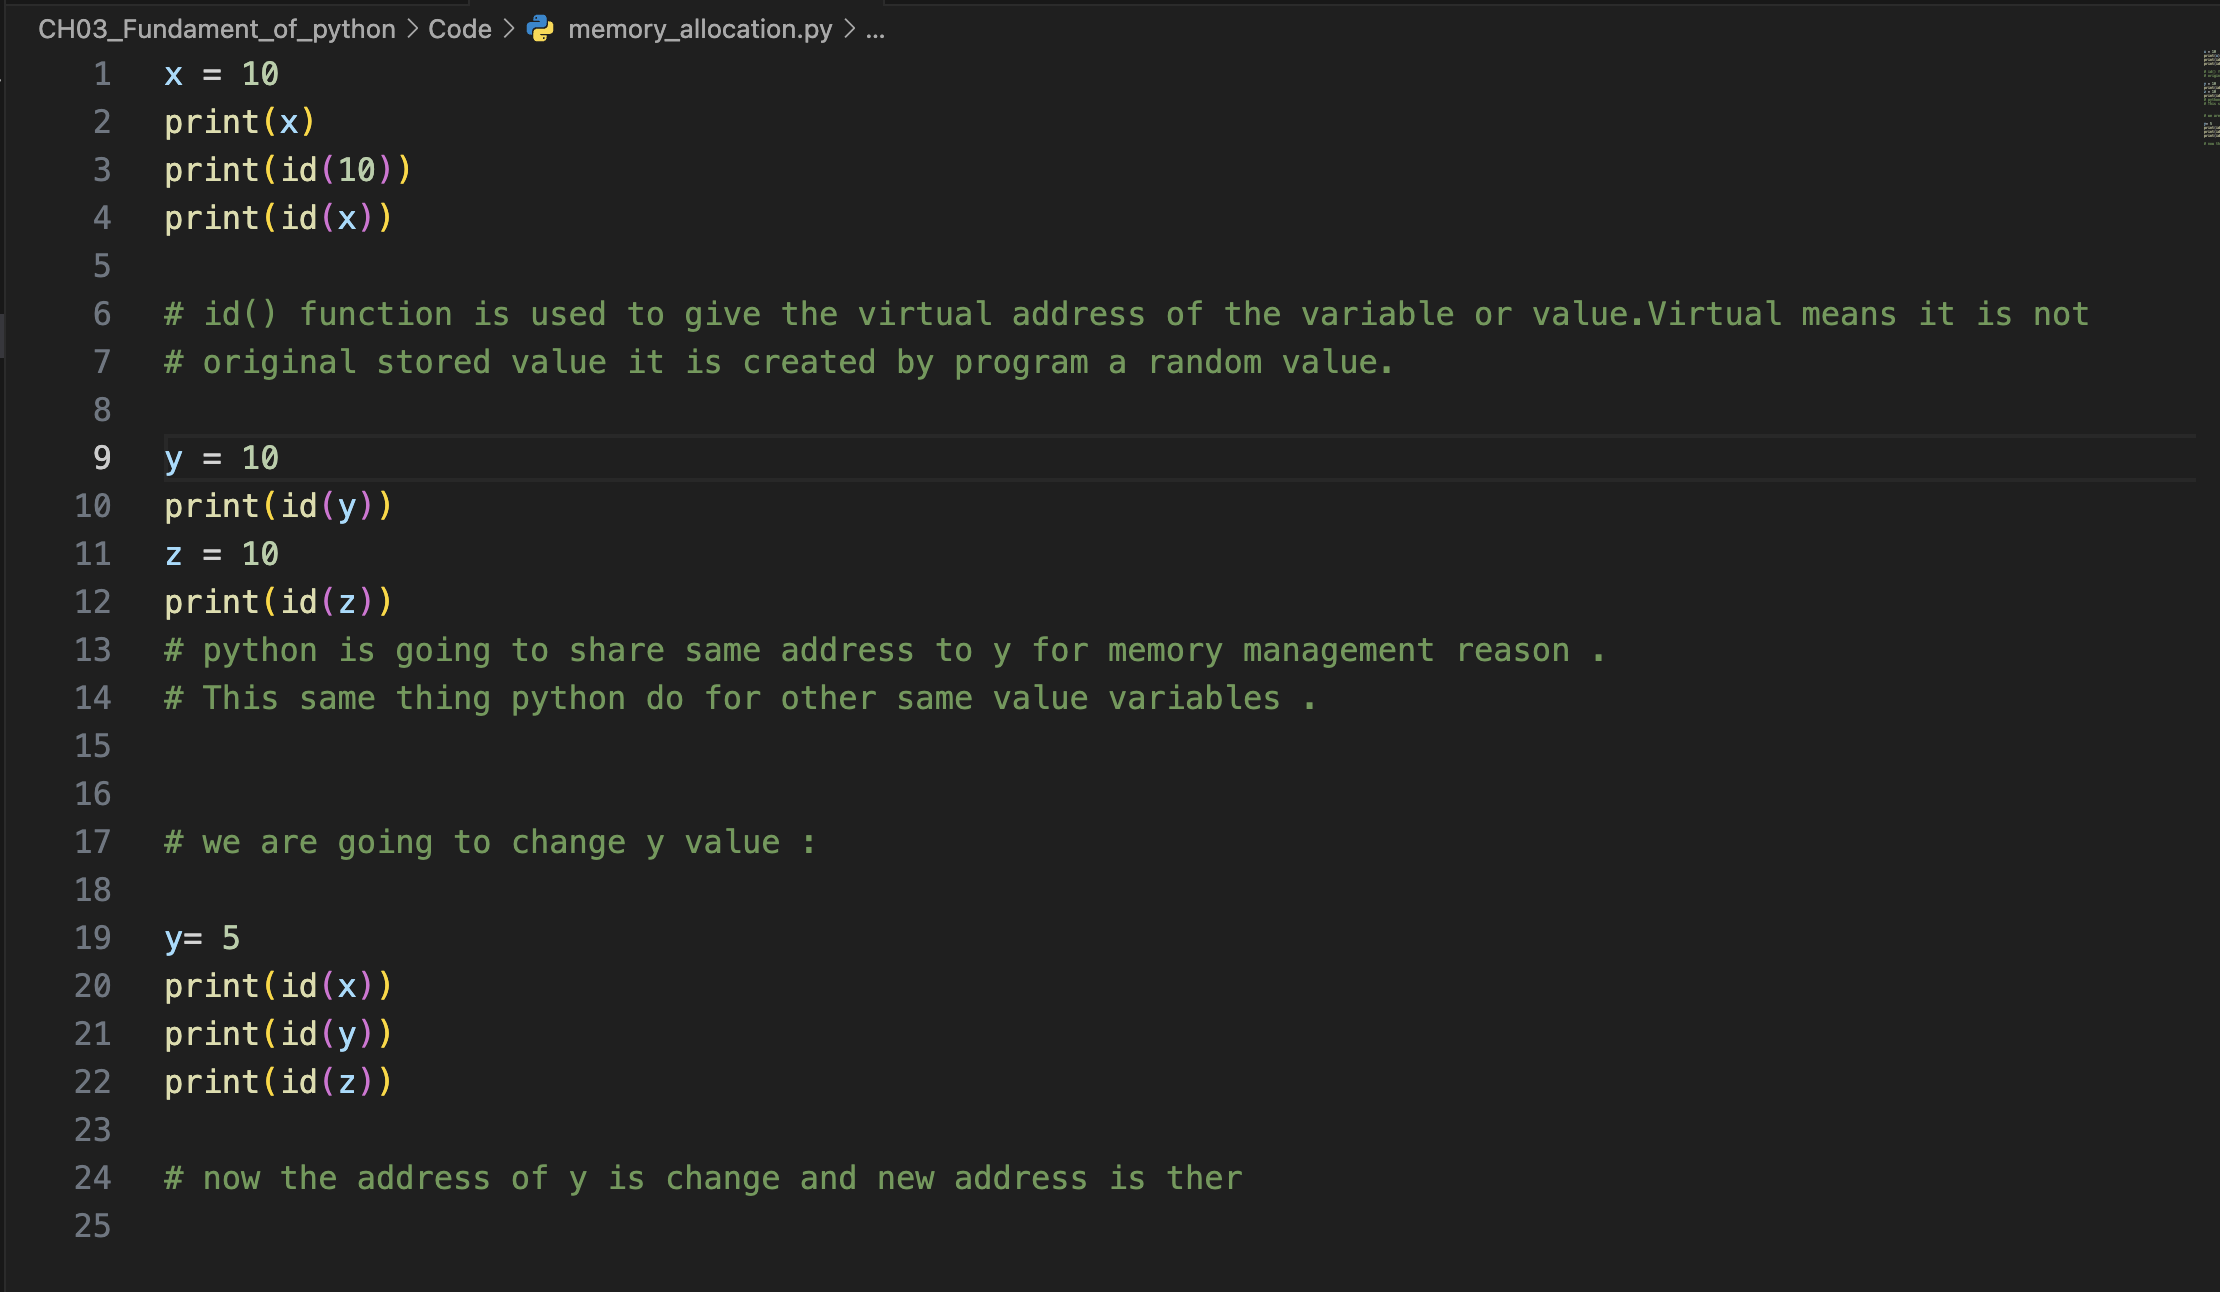 CH03_Fundament_of_python > Code > memory_allocation.py > ...
1 x = 10
2 print(x)
3 print(id(10))
4 print(id(x))
5
6 # id() function is used to give the virtual address of the variable or value.Virtual means it is not
7 # original stored value it is created by program a random value.
8
9 y = 10
10 print(id(y))
11 z = 10
12 print(id(z))
13 # python is going to share same address to y for memory management reason .
14 # This same thing python do for other same value variables .
15
16
17 # we are going to change y value :
18
19 y= 5
20 print(id(x))
21 print(id(y))
22 print(id(z))
23
24 # now the address of y is change and new address is ther
25